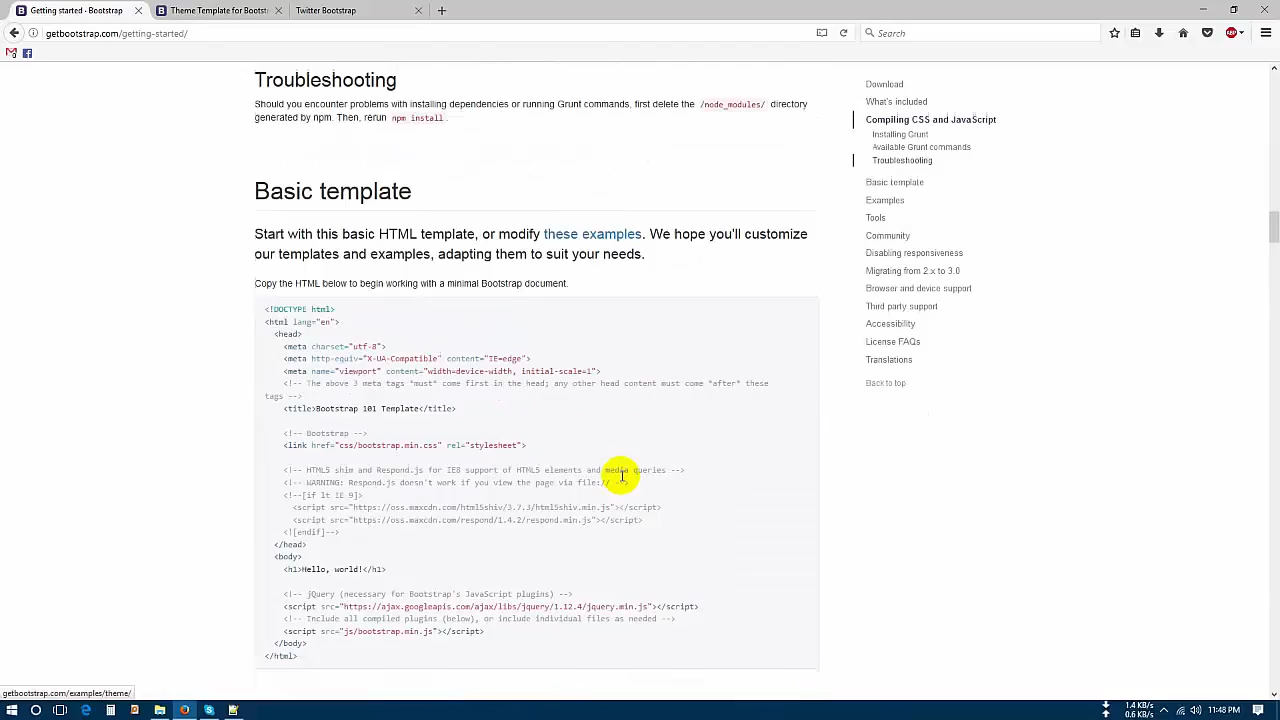 Getting started · Bootstrap
Theme Template for Bootst
Twitter Bootstrap
getbootstrap.com/getting-started/
Search
Troubleshooting
Should you encounter problems with installing dependencies or running Grunt commands, first delete the /node_modules/ directory
generated by npm. Then, rerun npm install.
Basic template
Start with this basic HTML template, or modify these examples. We hope you'll customize
our templates and examples, adapting them to suit your needs.
Copy the HTML below to begin working with a minimal Bootstrap document.
<!DOCTYPE html>
<html lang="en">
<head>
<meta charset="utf-8">
<meta http-equiv="X-UA-Compatible" content="IE=edge">
<meta name="viewport" content="width=device-width, initial-scale=1">
<!-- The above 3 meta tags *must* come first in the head; any other head content must come *after* these
tags -->
<title>Bootstrap 101 Template</title>
<!-- Bootstrap -->
<link href="css/bootstrap.min.css" rel="stylesheet">
<!-- HTML5 shim and Respond.js for IE8 support of HTML5 elements and media queries -->
<!-- WARNING: Respond.js doesn't work if you view the page via file:// -->
<!--[if lt IE 9]>
<script src="https://oss.maxcdn.com/html5shiv/3.7.3/html5shiv.min.js"></script>
<script src="https://oss.maxcdn.com/respond/1.4.2/respond.min.js"></script>
<![endif]-->
</head>
<body>
<h1>Hello, world!</h1>
<!-- jQuery (necessary for Bootstrap's JavaScript plugins) -->
<script src="https://ajax.googleapis.com/ajax/libs/jquery/1.12.4/jquery.min.js"></script>
<!-- Include all compiled plugins (below), or include individual files as needed -->
<script src="js/bootstrap.min.js"></script>
</body>
</html>
Download
What's included
Compiling CSS and JavaScript
Installing Grunt
Available Grunt commands
Troubleshooting
Basic template
Examples
Tools
Community
Disabling responsiveness
Migrating from 2.x to 3.0
Browser and device support
Third party support
Accessibility
License FAQs
Translations
Back to top
getbootstrap.com/examples/theme/
1.4 KB/s
0.6 KB/s
11:48 PM